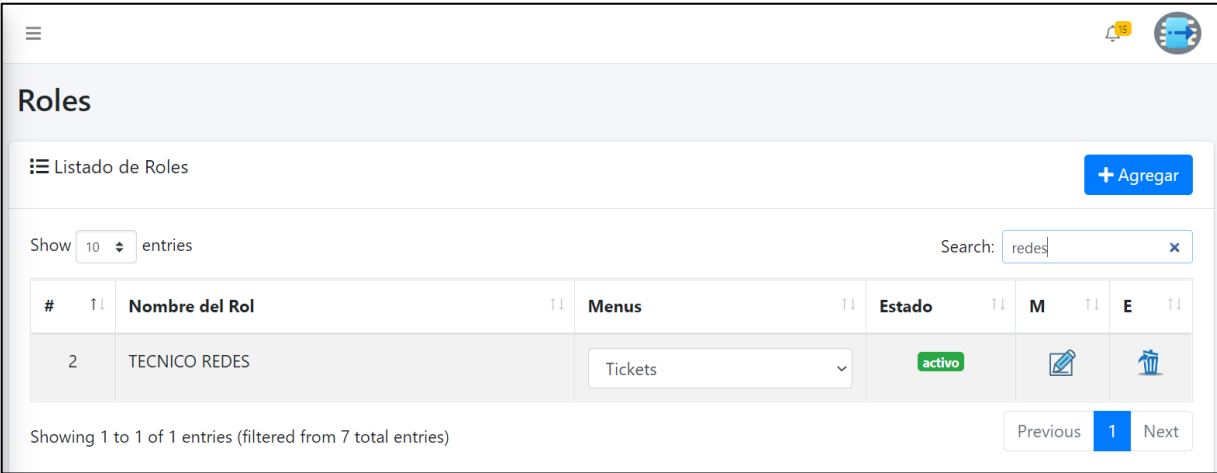 15
Roles
Listado de Roles
Agregar
Show 10 entries
Search: redes
# Nombre del Rol Menus Estado M E
2 TECNICO REDES Tickets activo
Showing 1 to 1 of 1 entries (filtered from 7 total entries)
Previous 1 Next